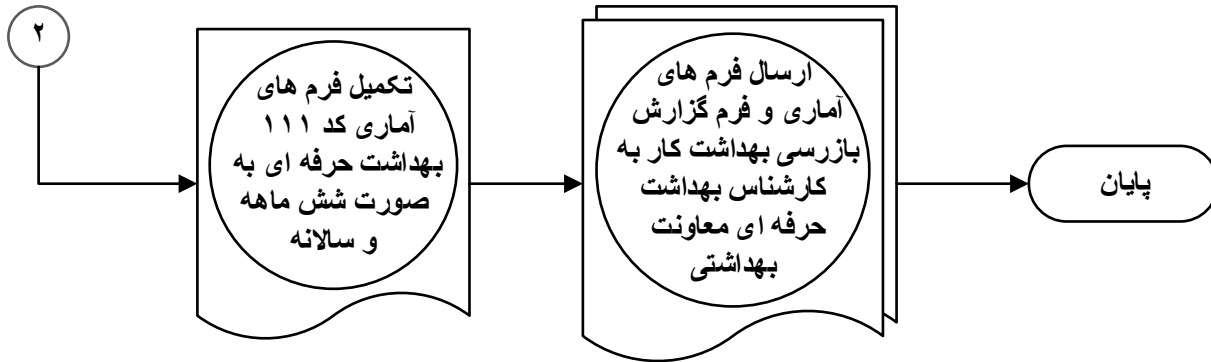 ۲
تکمیل فرم های
آماری کد ۱۱۱
بهداشت حرفه ای به
صورت شش ماهه
و سالانه
ارسال فرم های
آماری و فرم گزارش
بازرسی بهداشت کار به
کارشناس بهداشت
حرفه ای معاونت
بهداشتی
پایان